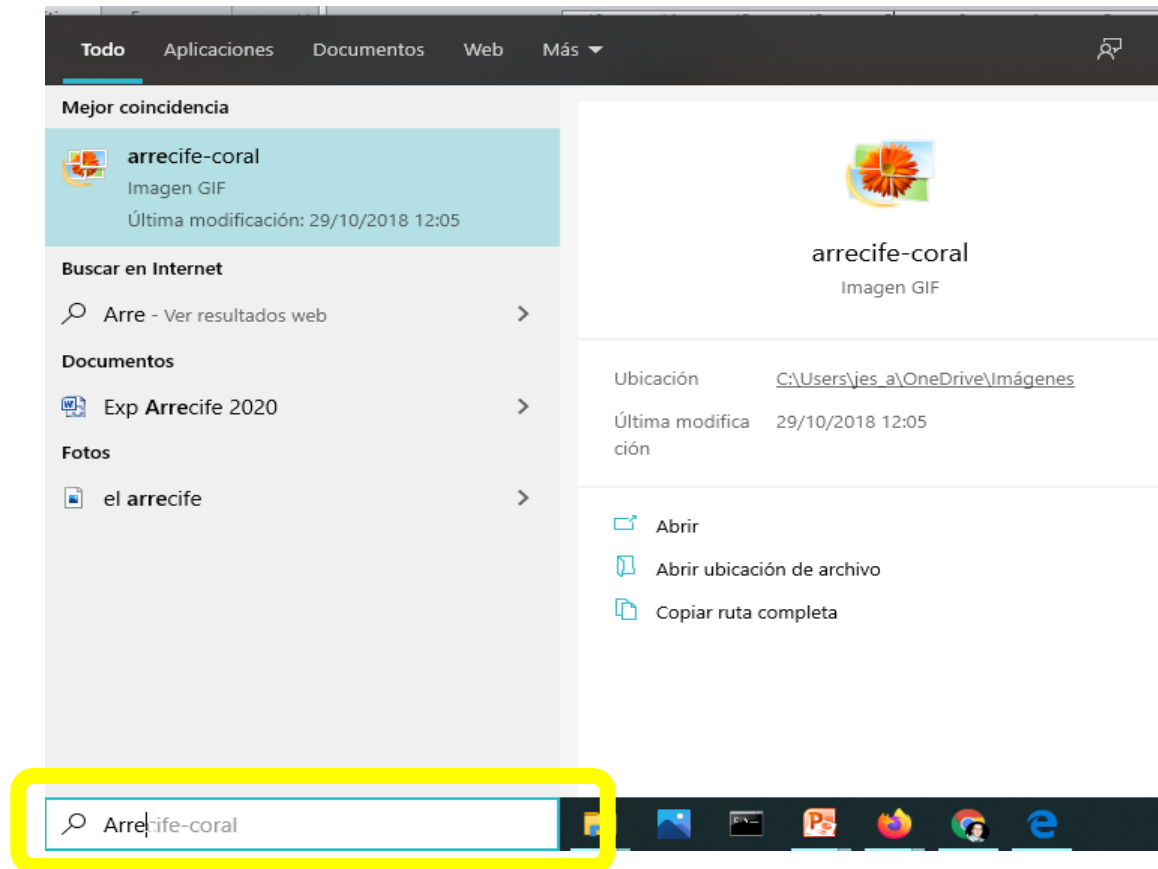 Todo Aplicaciones Documentos Web Más
Mejor coincidencia
arrecife-coral
Imagen GIF
Última modificación: 29/10/2018 12:05
Buscar en Internet
Arre - Ver resultados web
Documentos
Exp Arrecife 2020
Fotos
el arrecife
arrecife-coral
Imagen GIF
Ubicación C:\Users\jes_a\OneDrive\Imágenes
Última modifica 29/10/2018 12:05
ción
Abrir
Abrir ubicación de archivo
Copiar ruta completa
Arrecife-coral